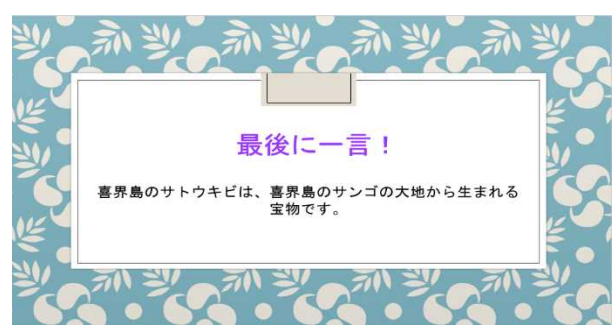 最後に一言！
喜界島のサトウキビは、喜界島のサンゴの大地から生まれる
宝物です。